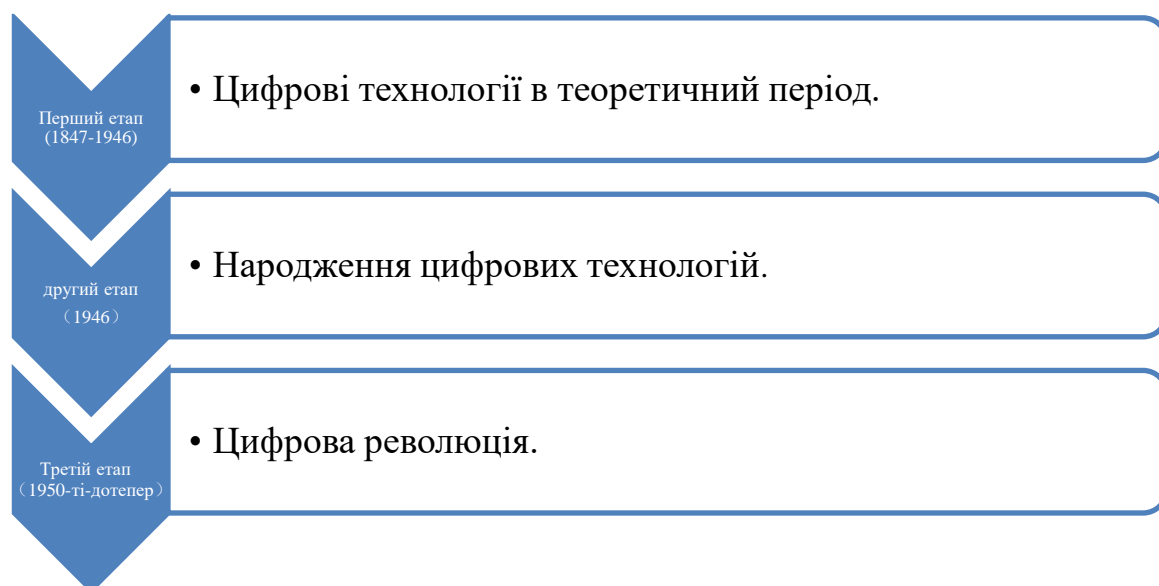 Перший етап
(1847-1946)
• Цифрові технології в теоретичний період.
другий етап
（1946）
• Народження цифрових технологій.
Третій етап
（1950-ті-дотепер）
• Цифрова революція.